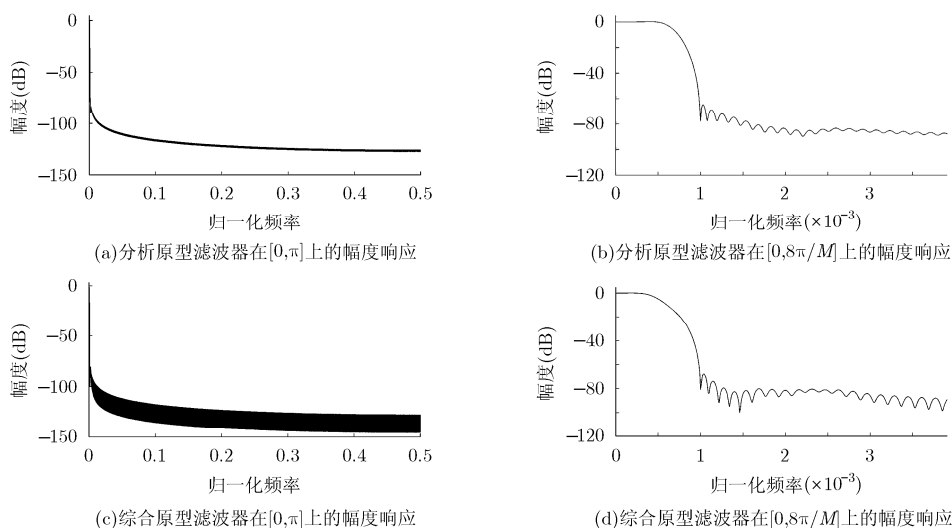 0
−50
−100
−150
幅度(dB)
0 0.1 0.2 0.3 0.4 0.5
归一化频率
(a)分析原型滤波器在[0,π]上的幅度响应
0
−40
−80
−120
幅度(dB)
0 1 2 3
归一化频率(×10⁻³)
(b)分析原型滤波器在[0,8π/M]上的幅度响应
0
−50
−100
−150
幅度(dB)
0 0.1 0.2 0.3 0.4 0.5
归一化频率
(c)综合原型滤波器在[0,π]上的幅度响应
0
−40
−80
−120
幅度(dB)
0 1 2 3
归一化频率(×10⁻³)
(d)综合原型滤波器在[0,8π/M]上的幅度响应